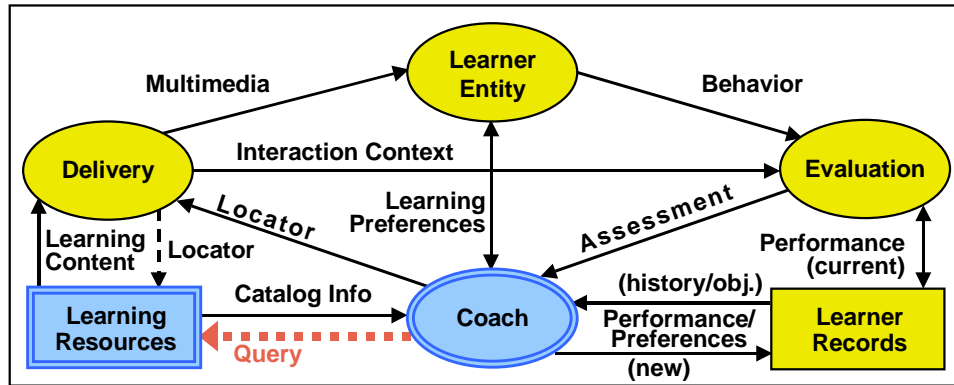 Learner
Entity
Multimedia
Behavior
Interaction Context
Delivery
Evaluation
Locator
Learning
Preferences
Assessment
Learning
Content
Locator
Performance
(current)
Catalog Info
(history/obj.)
Learning
Resources
Coach
Performance/
Preferences
Learner
Records
Query
(new)